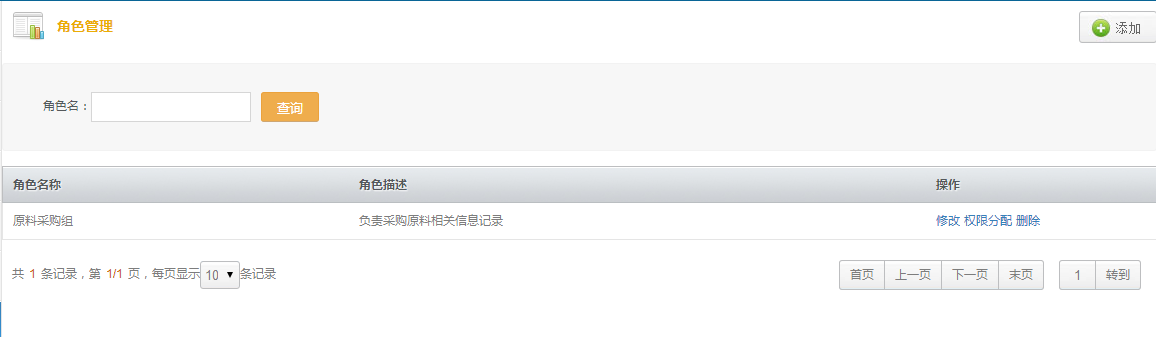 角色管理
添加
角色名：
查询
角色名称 角色描述 操作
原料采购组 负责采购原料相关信息记录 修改 权限分配 删除
共 1 条记录，第 1/1 页，每页显示 10 条记录
首页 上一页 下一页 末页 1 转到